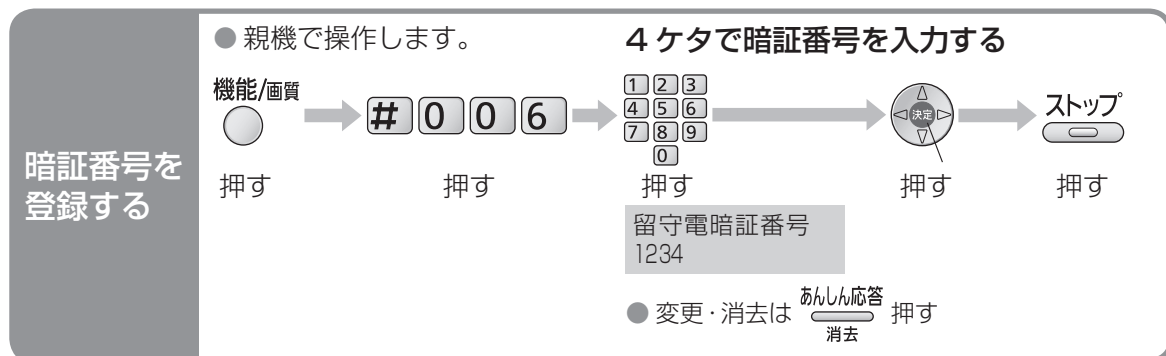 暗証番号を
登録する
● 親機で操作します。
4 ケタで暗証番号を入力する
機能/画質
# 0 0 6
1 2 3
4 5 6
7 8 9
0
決定
ストップ
押す
押す
押す
押す
押す
留守電暗証番号
1234
● 変更・消去は あんしん応答 押す
消去